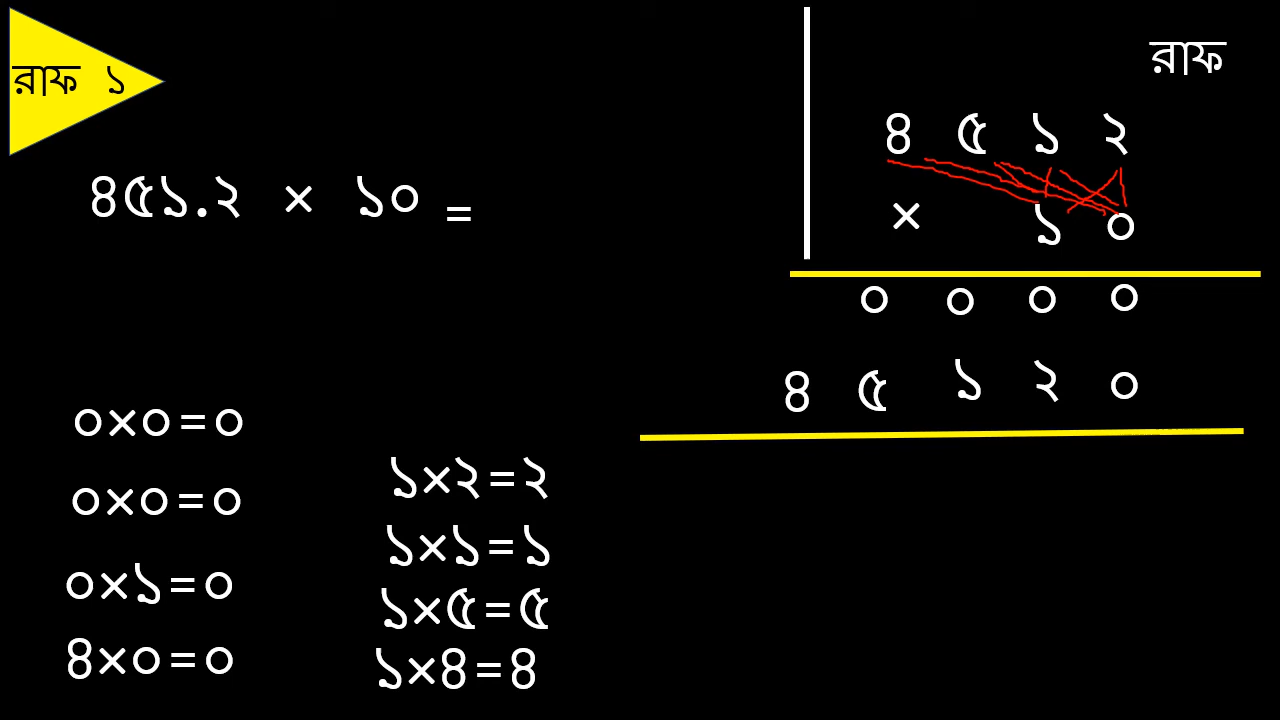 রাফ ১
৪৫১.২ × ১০ =
রাফ
৪ ৫ ১ ২
× ১ ০
০ ০ ০ ০
৪ ৫ ১ ২ ০
০×০=০
০×০=০
০×১=০
৪×০=০
১×২=২
১×১=১
১×৫=৫
১×৪=৪